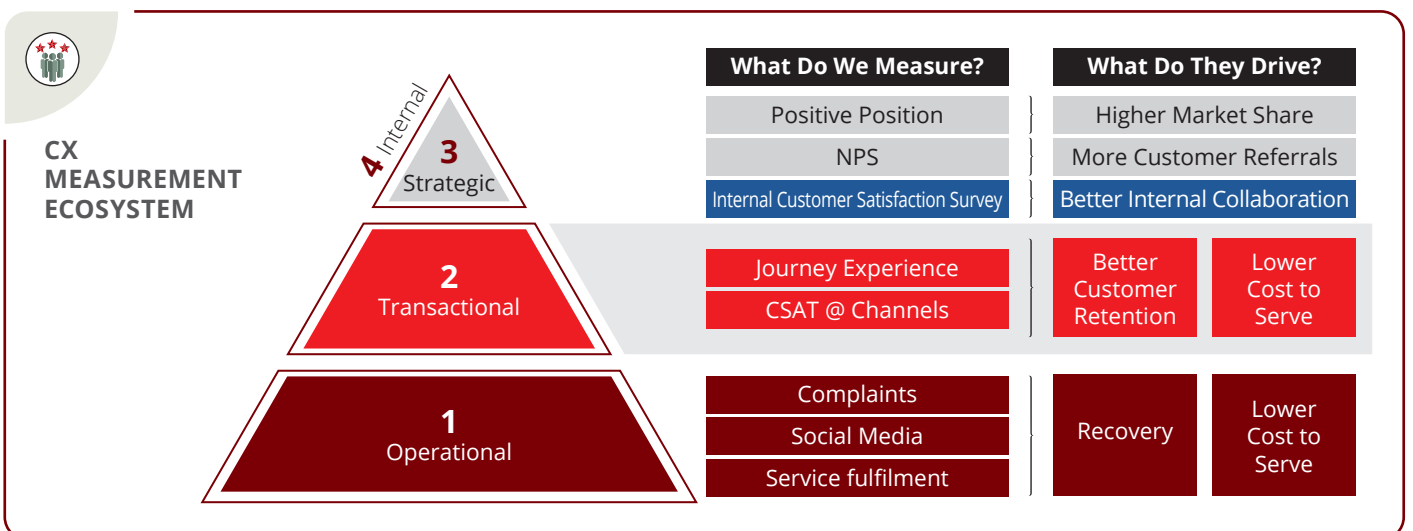 CX
MEASUREMENT
ECOSYSTEM
4 Internal
3
Strategic
2
Transactional
1
Operational
What Do We Measure?
What Do They Drive?
Positive Position
Higher Market Share
NPS
More Customer Referrals
Internal Customer Satisfaction Survey
Better Internal Collaboration
Journey Experience
CSAT @ Channels
Better
Customer
Retention
Lower
Cost to
Serve
Complaints
Social Media
Service fulfilment
Recovery
Lower
Cost to
Serve